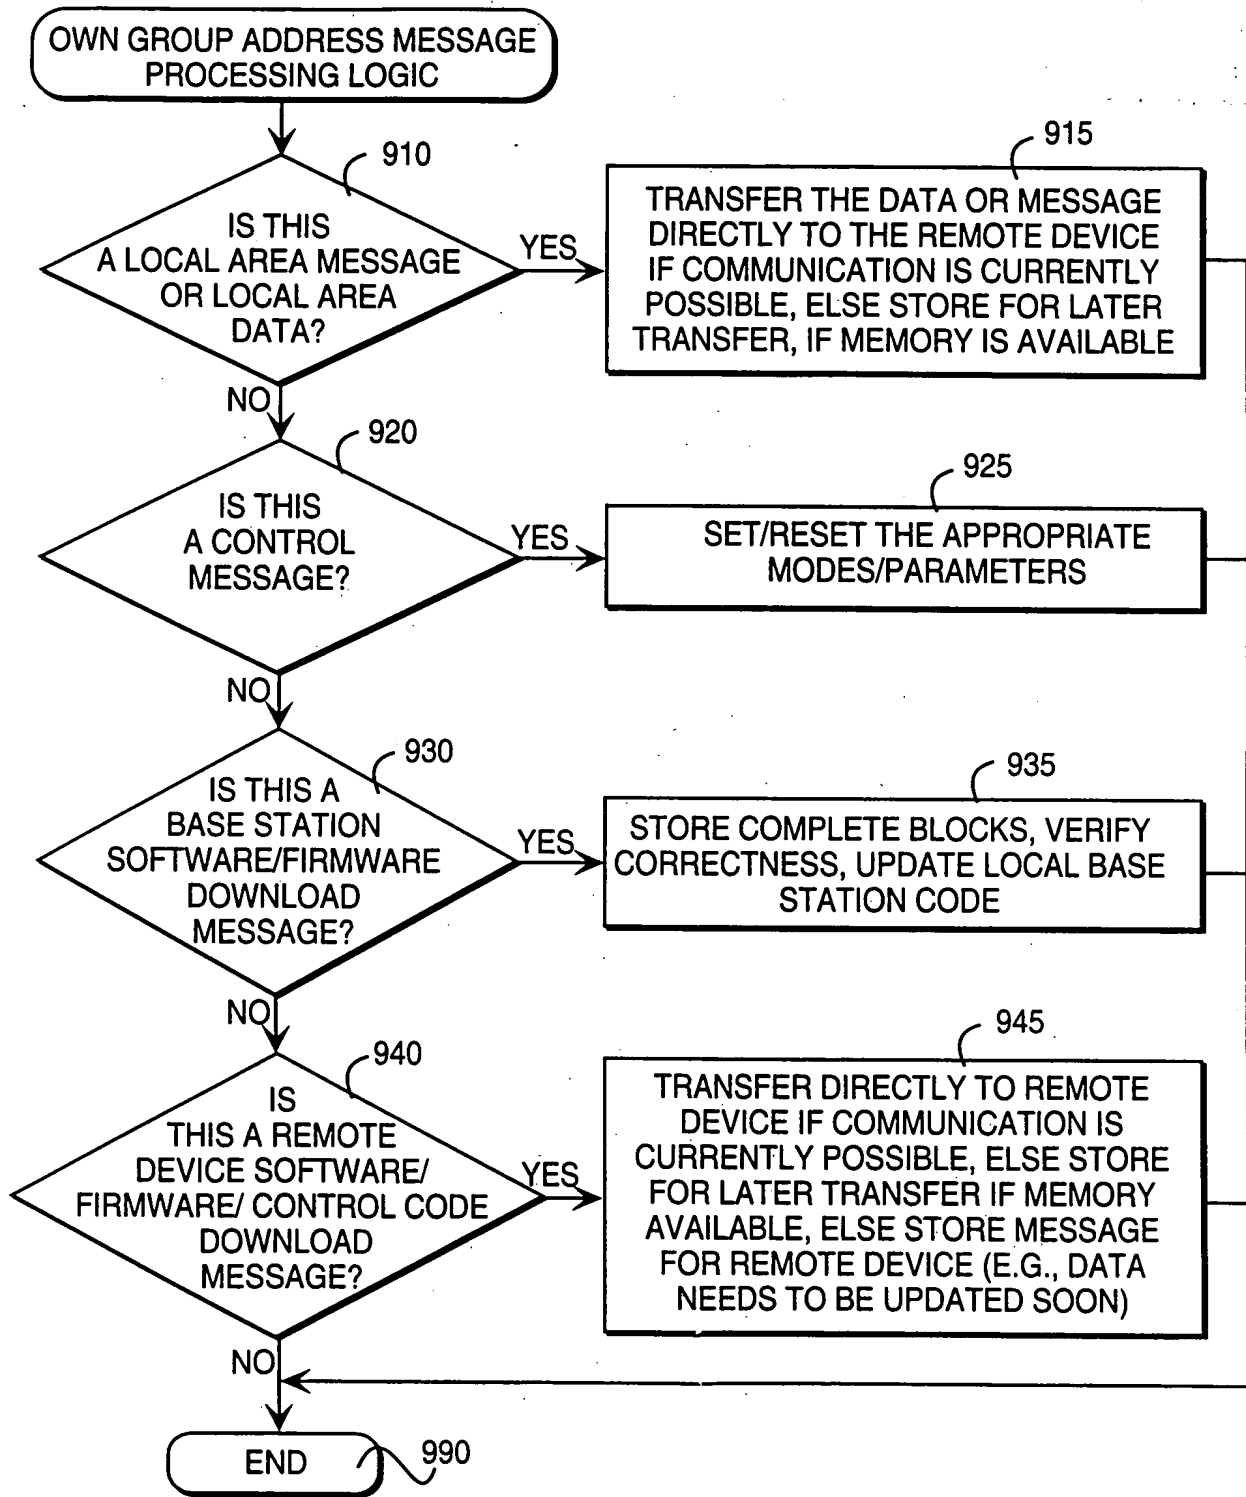 OWN GROUP ADDRESS MESSAGE
PROCESSING LOGIC
910
IS THIS
A LOCAL AREA MESSAGE
OR LOCAL AREA
DATA?
YES
915
TRANSFER THE DATA OR MESSAGE
DIRECTLY TO THE REMOTE DEVICE
IF COMMUNICATION IS CURRENTLY
POSSIBLE, ELSE STORE FOR LATER
TRANSFER, IF MEMORY IS AVAILABLE
NO
920
IS THIS
A CONTROL
MESSAGE?
YES
925
SET/RESET THE APPROPRIATE
MODES/PARAMETERS
NO
930
IS THIS A
BASE STATION
SOFTWARE/FIRMWARE
DOWNLOAD
MESSAGE?
YES
935
STORE COMPLETE BLOCKS, VERIFY
CORRECTNESS, UPDATE LOCAL BASE
STATION CODE
NO
940
IS
THIS A REMOTE
DEVICE SOFTWARE/
FIRMWARE/ CONTROL CODE
DOWNLOAD
MESSAGE?
YES
945
TRANSFER DIRECTLY TO REMOTE
DEVICE IF COMMUNICATION IS
CURRENTLY POSSIBLE, ELSE STORE
FOR LATER TRANSFER IF MEMORY
AVAILABLE, ELSE STORE MESSAGE
FOR REMOTE DEVICE (E.G., DATA
NEEDS TO BE UPDATED SOON)
NO
END
990